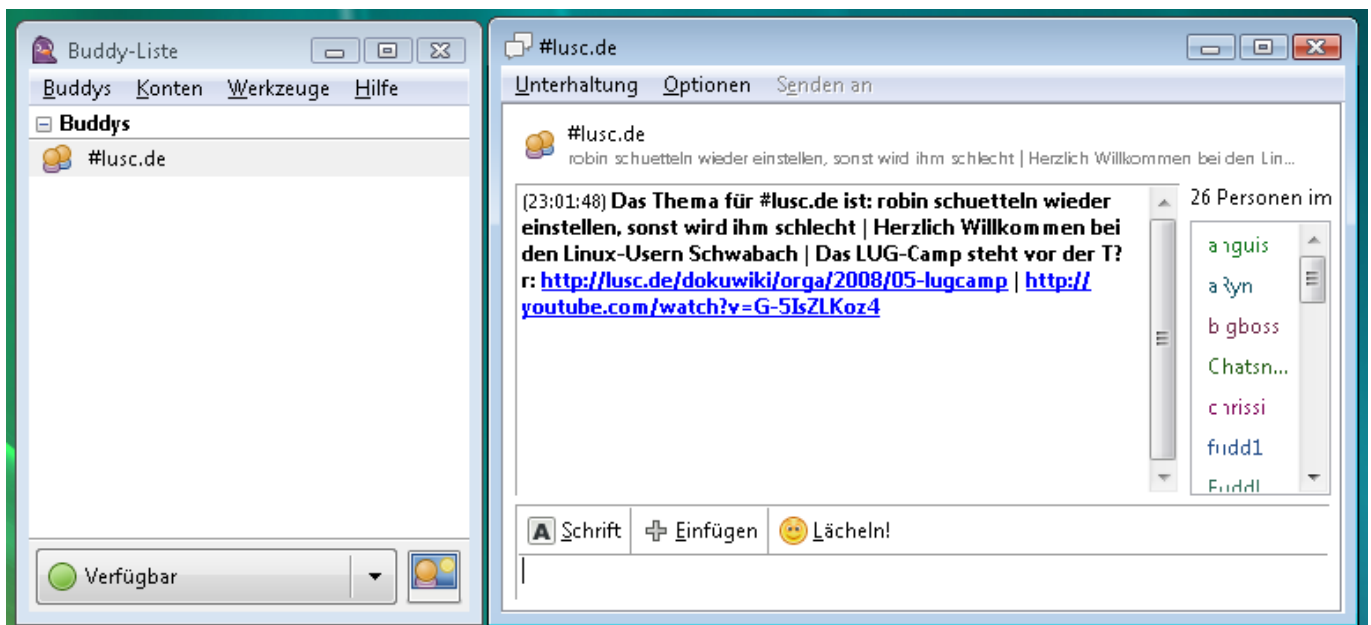 Buddy-Liste
Buddys Konten Werkzeuge Hilfe
Buddys
#lusc.de
Verfügbar
#lusc.de
Unterhaltung Optionen Senden an
#lusc.de
robin schuetteln wieder einstellen, sonst wird ihm schlecht | Herzlich Willkommen bei den Lin...
(23:01:48) Das Thema für #lusc.de ist: robin schuetteln wieder
einstellen, sonst wird ihm schlecht | Herzlich Willkommen bei
den Linux-Usern Schwabach | Das LUG-Camp steht vor der T?
r: http://lusc.de/dokuwiki/orga/2008/05-lugcamp | http://
youtube.com/watch?v=G-5IsZLKoz4
26 Personen im
anguis
aRyn
bigboss
Chatsn...
chrissi
fudd1
A Schrift Einfügen Lächeln!